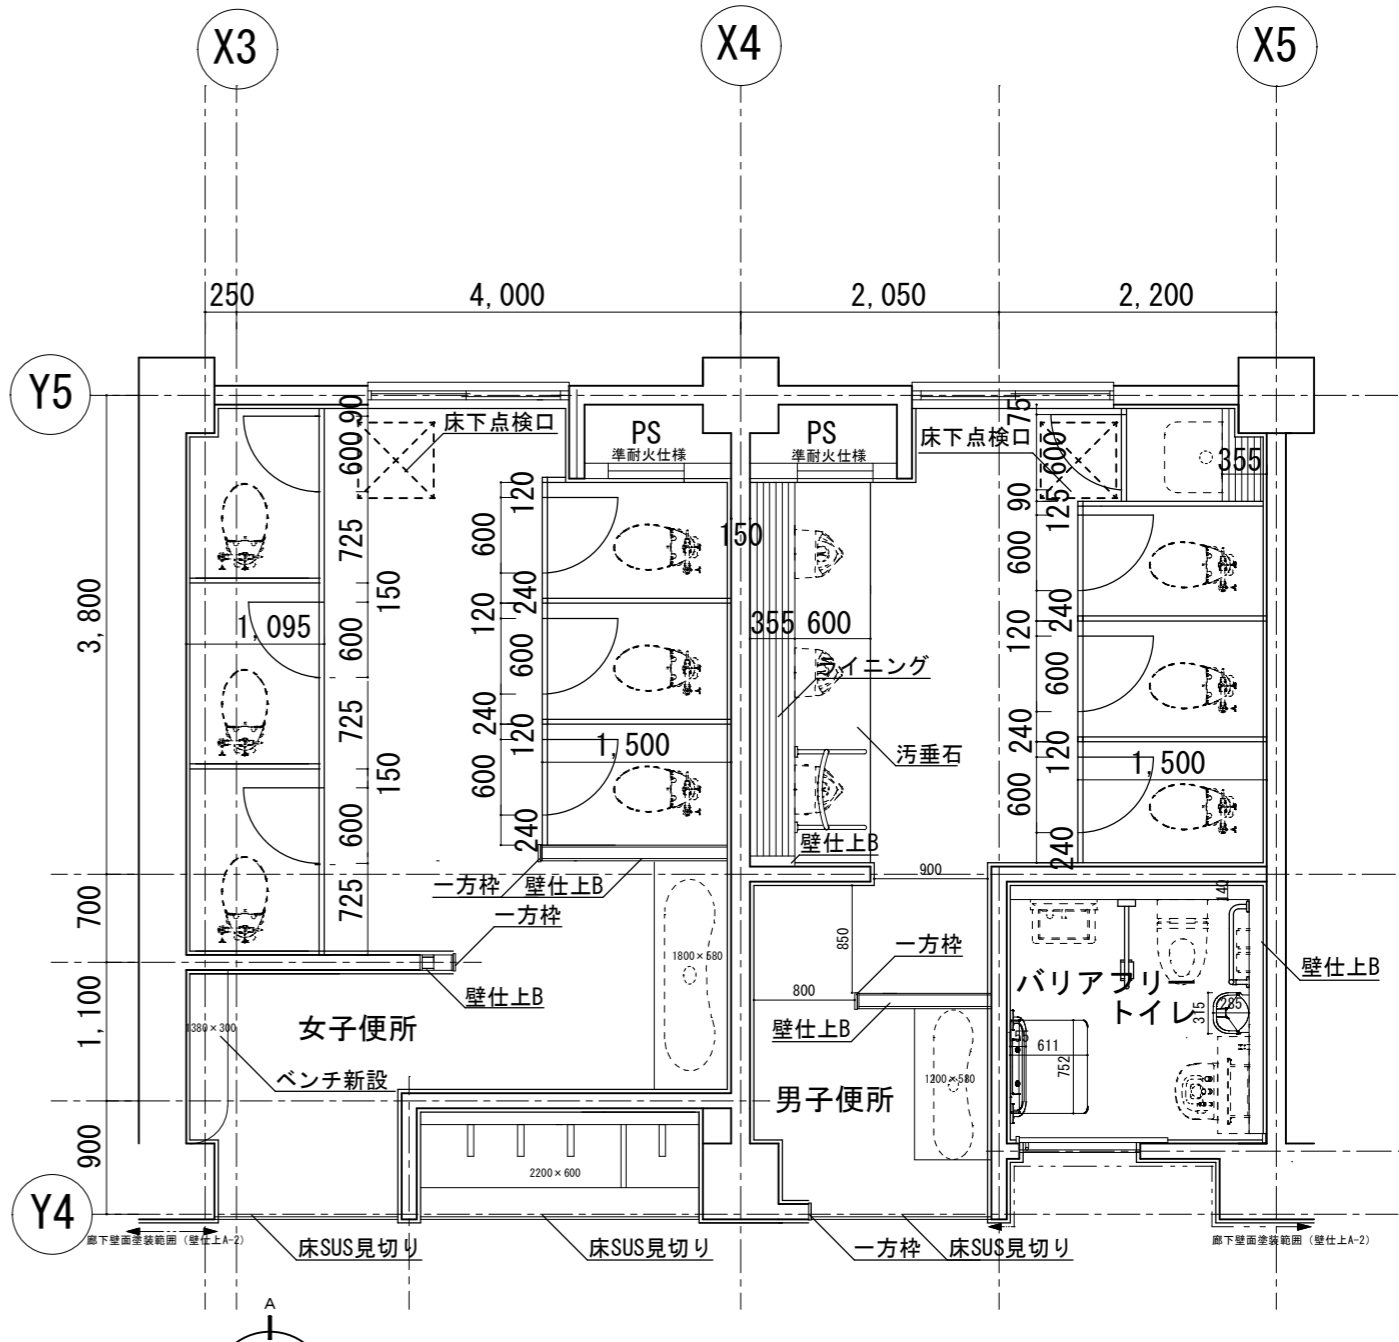 X3
X4
X5
250
4,000
2,050
2,200
Y5
90
床下点検口
PS
準耐火仕様
PS
準耐火仕様
75
床下点検口
600
355
600
120
90
125
725
600
150
600
3,800
150
240
240
120
120
1,095
600
600
355
600
600
ライニング
725
240
240
120
1,500
汚垂石
120
1,500
150
600
600
600
240
壁仕上B
240
一方枠
壁仕上B
900
725
700
一方枠
140
850
一方枠
1800×580
壁仕上B
壁仕上B
800
バリアフリー
トイレ
285
315
1,100
1380×300
女子便所
壁仕上B
55
611
752
ベンチ新設
男子便所
1200×580
900
2200×600
Y4
廊下壁面塗装範囲（壁仕上A-2）
床SUS見切り
床SUS見切り
一方枠
床SUS見切り
廊下壁面塗装範囲（壁仕上A-2）
A